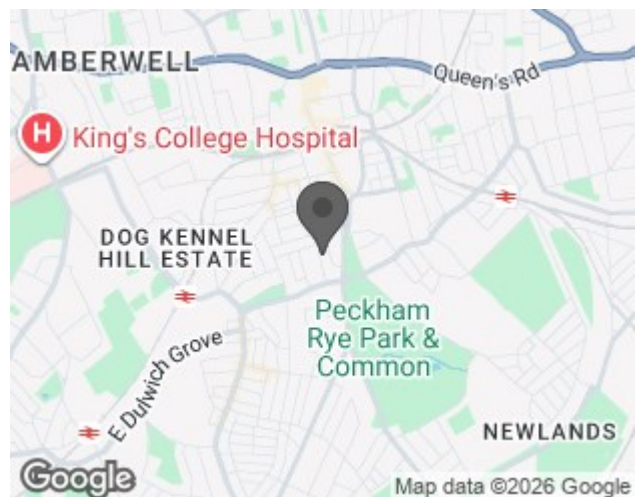 AMBERWELL
Queen's Rd
H
King's College Hospital
DOG KENNEL
HILL ESTATE
Peckham
Rye Park &
Common
E Dulwich Grove
NEWLANDS
Google
Map data ©2026 Google